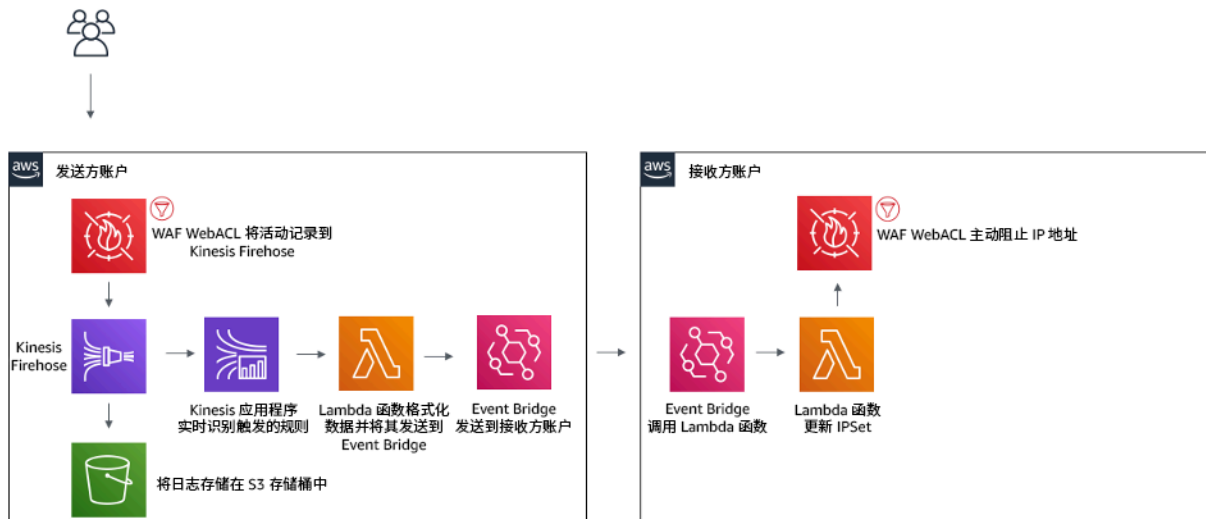 aws
发送方账户
WAF WebACL 将活动记录到
Kinesis Firehose
Kinesis
Firehose
Kinesis 应用程序
实时识别触发的规则
Lambda 函数格式化
数据并将其发送到
Event Bridge
Event Bridge
发送到接收方账户
将日志存储在 S3 存储桶中
aws
接收方账户
WAF WebACL 主动阻止 IP 地址
Event Bridge
调用 Lambda 函数
Lambda 函数
更新 IPSet